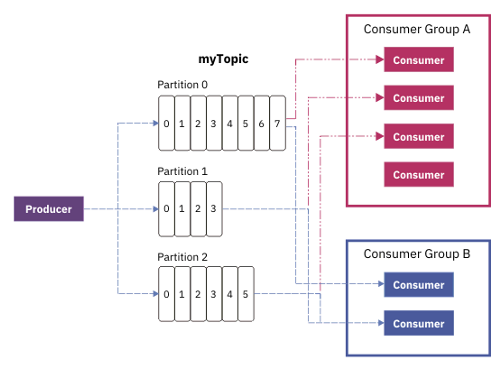 Consumer Group A
myTopic
Consumer
Partition 0
Consumer
0 1 2 3 4 5 6 7
Consumer
Partition 1
Consumer
Producer
0 1 2 3
Partition 2
Consumer Group B
0 1 2 3 4 5
Consumer
Consumer